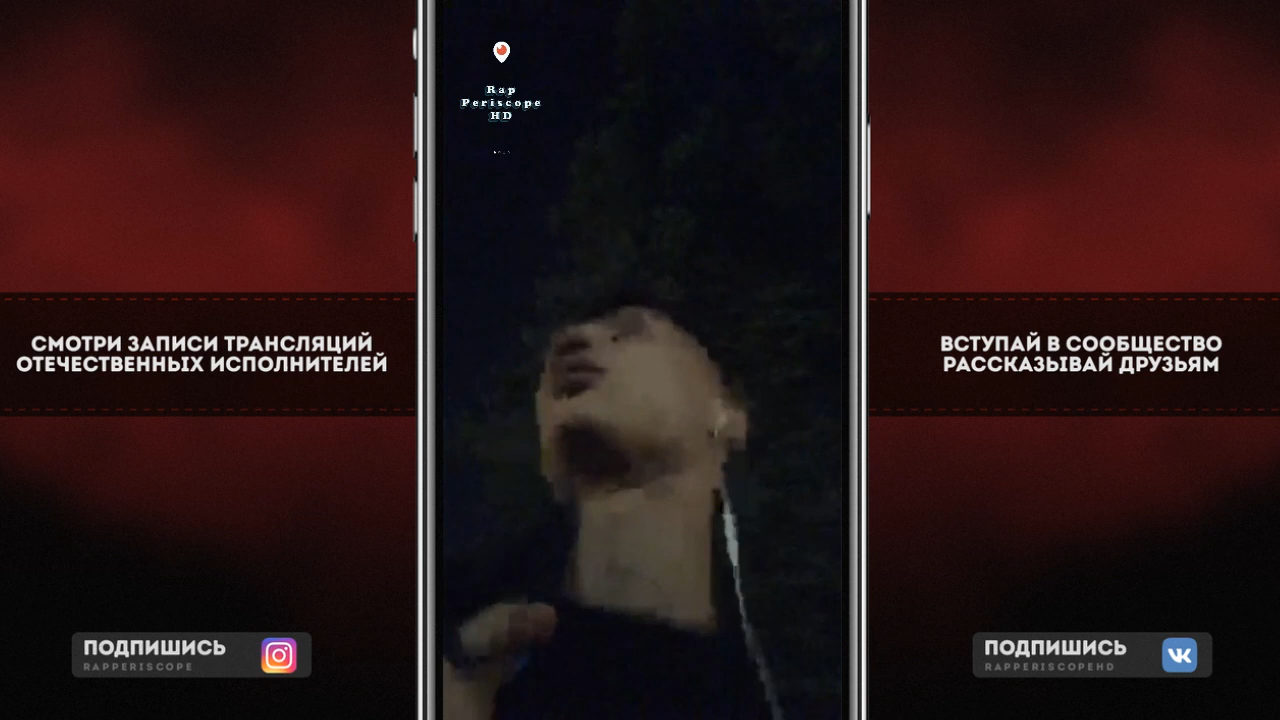 Rap
Periscope
HD
СМОТРИ ЗАПИСИ ТРАНСЛЯЦИЙ
ОТЕЧЕСТВЕННЫХ ИСПОЛНИТЕЛЕЙ
ВСТУПАЙ В СООБЩЕСТВО
РАССКАЗЫВАЙ ДРУЗЬЯМ
ПОДПИШИСЬ
RAPPERISCOPE
ПОДПИШИСЬ
RAPPERISCOPEHD